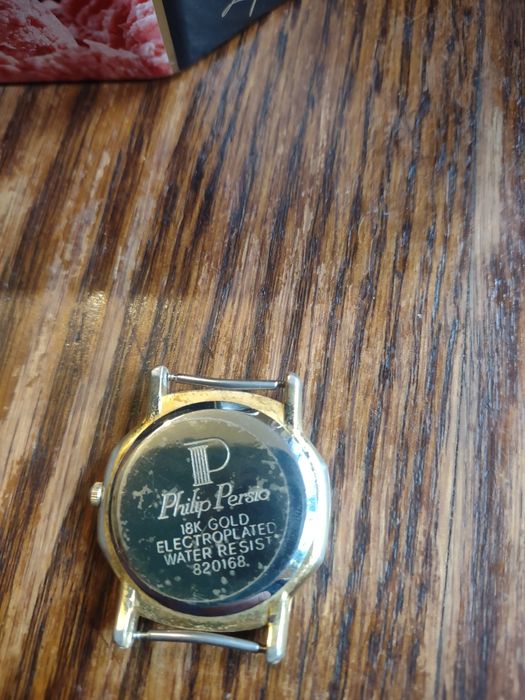 P
Philip Persio
18K GOLD
ELECTROPLATED
WATER RESIST
820168